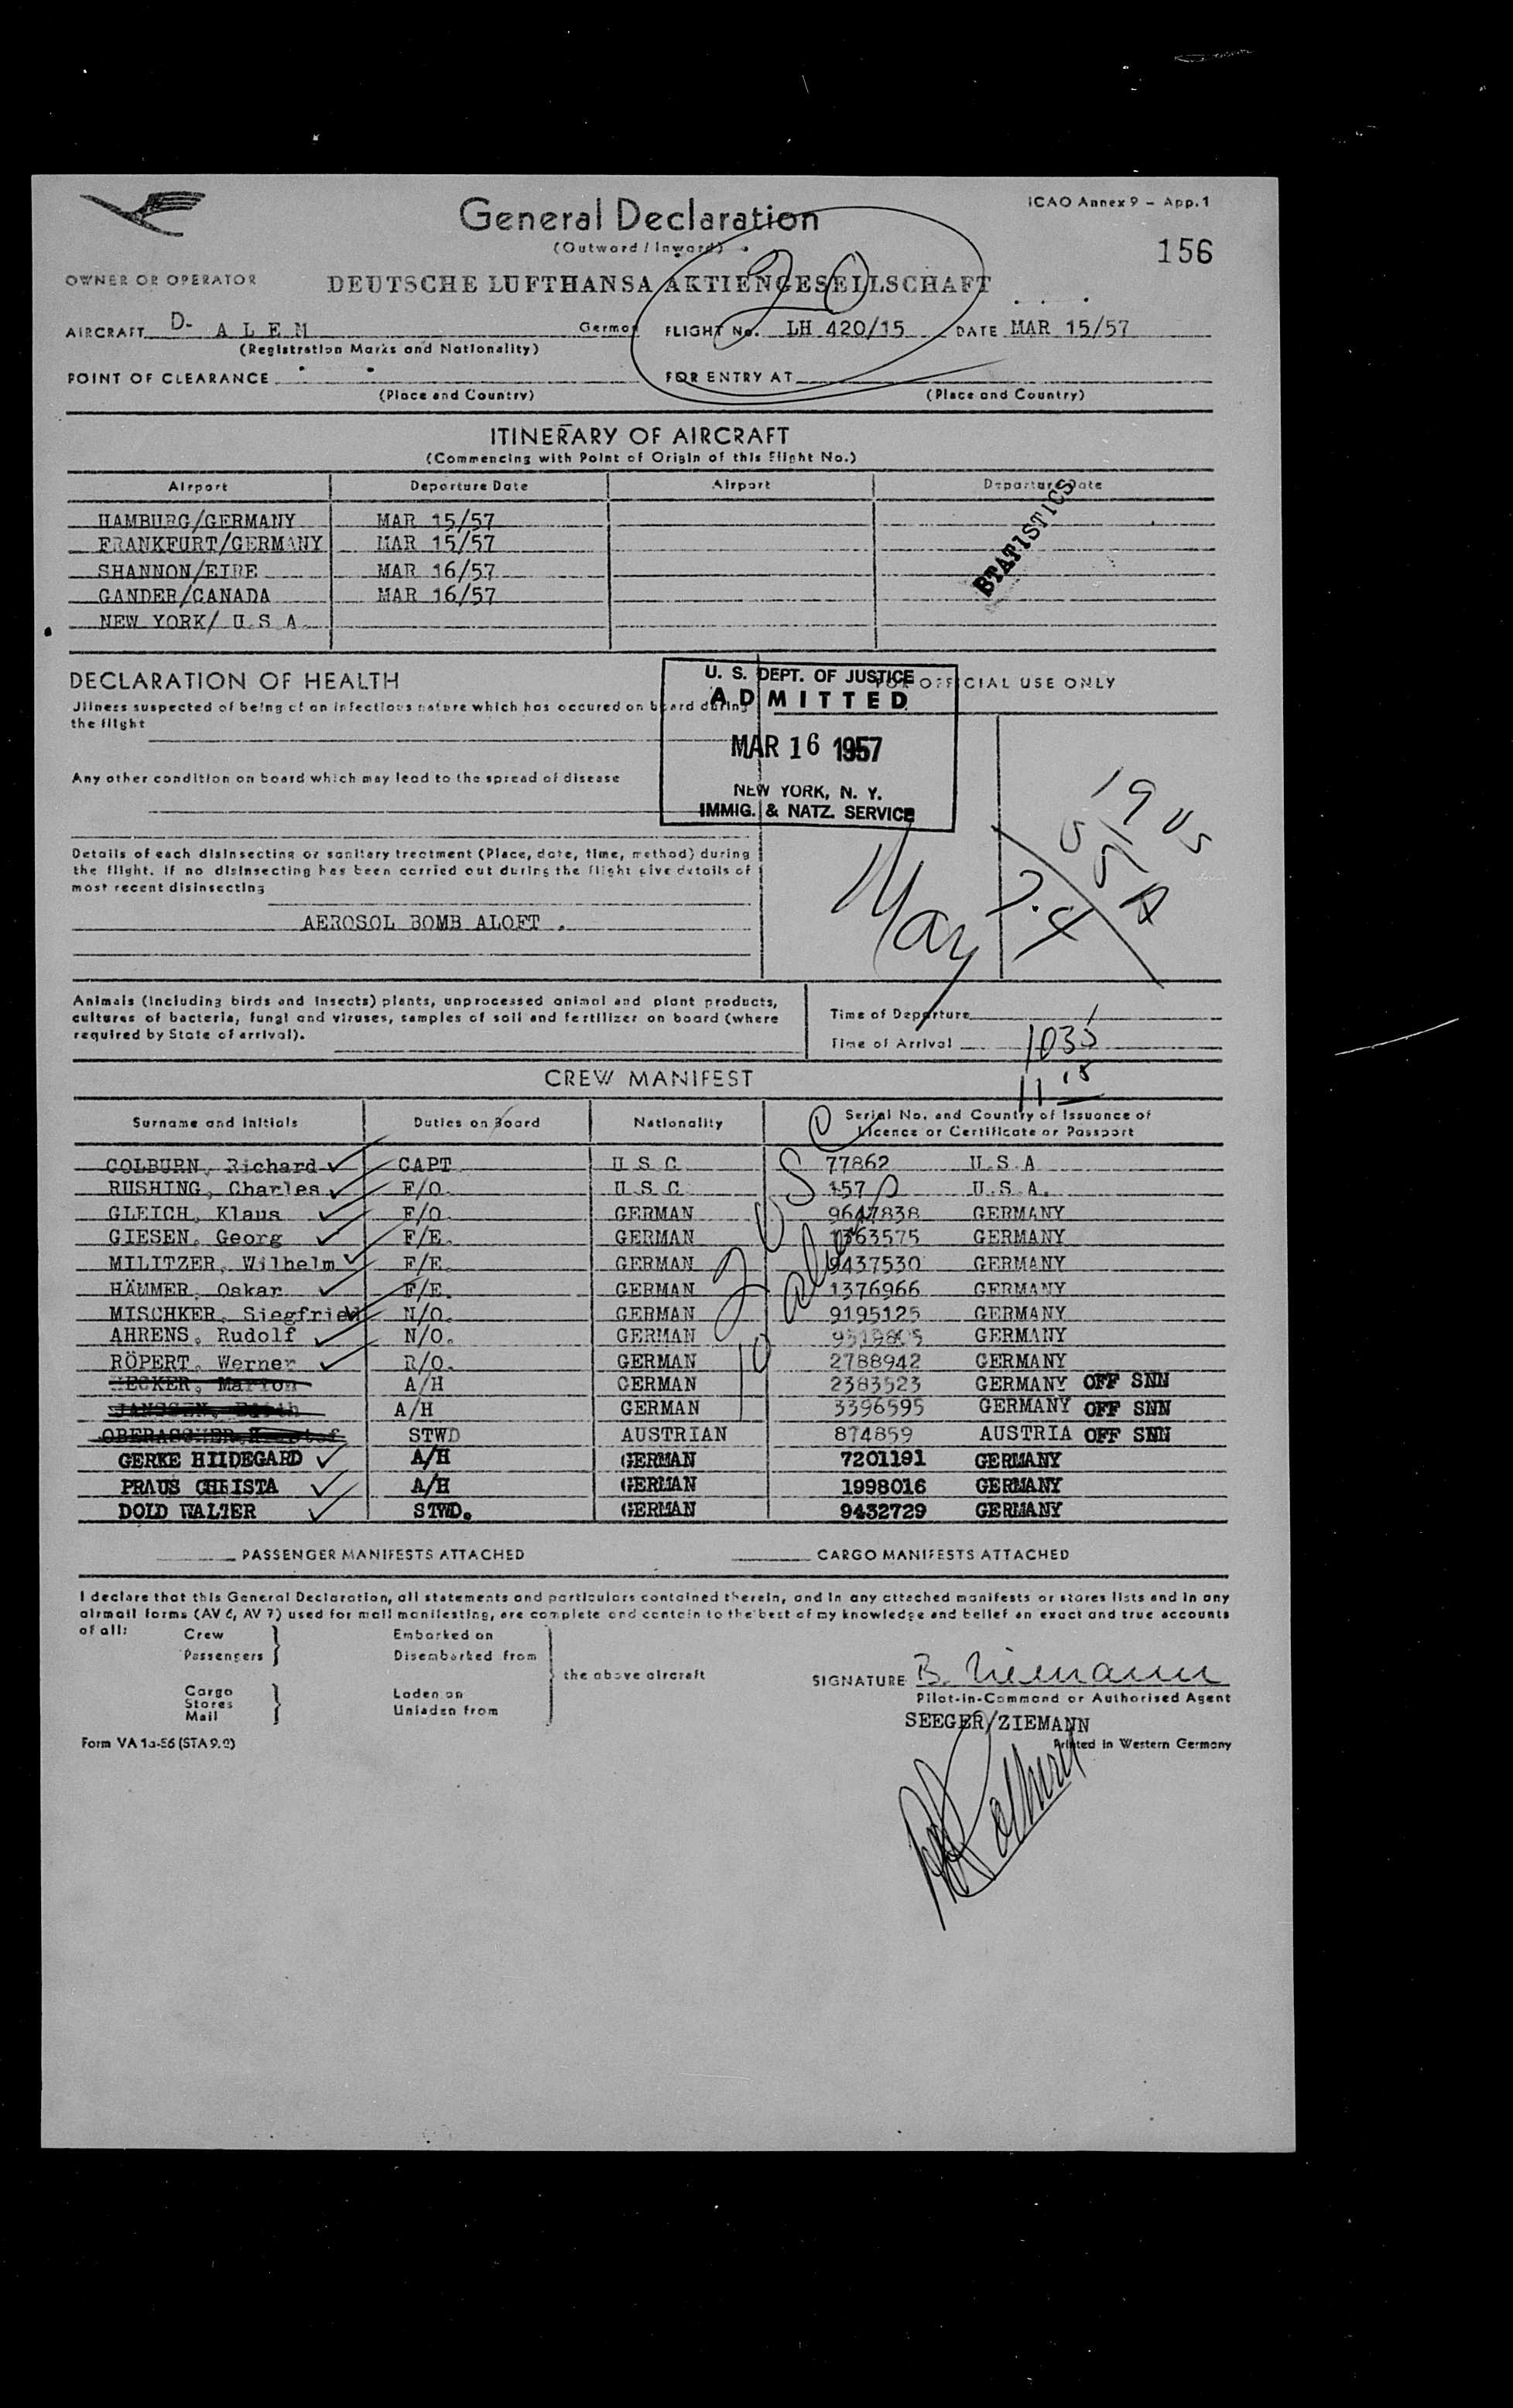 General Declaration
ICAO Annex 9 - App. 1
(Outward / Inward)
156
20
OWNER OR OPERATOR DEUTSCHE LUFTHANSA AKTIENGESELLSCHAFT
AIRCRAFT D- A L E M German FLIGHT No. LH 420/15 DATE MAR 15/57
(Registration Marks and Nationality)
POINT OF CLEARANCE FOR ENTRY AT
(Place and Country) (Place and Country)
ITINERARY OF AIRCRAFT
(Commencing with Point of Origin of this Flight No.)
Airport Departure Date Airport Departure Date
HAMBURG/GERMANY MAR 15/57
FRANKFURT/GERMANY MAR 15/57
SHANNON/EIRE MAR 16/57
GANDER/CANADA MAR 16/57
NEW YORK/ U.S A.
STATISTICS
DECLARATION OF HEALTH
FOR OFFICIAL USE ONLY
U. S. DEPT. OF JUSTICE
ADMITTED
MAR 16 1957
NEW YORK, N. Y.
IMMIG. & NATZ. SERVICE
Illness suspected of being of an infectious nature which has occured on board during
the flight
Any other condition on board which may lead to the spread of disease
Details of each disinsecting or sanitary treatment (Place, date, time, method) during
the flight. If no disinsecting has been carried out during the flight give details of
most recent disinsecting
AEROSOL BOMB ALOFT .
19 US
Animals (including birds and insects) plants, unprocessed animal and plant products,
cultures of bacteria, fungi and viruses, samples of soil and fertilizer on board (where
required by State of arrival).
Time of Departure
Time of Arrival 1035
11 15
CREW MANIFEST
Surname and Initials Duties on Board Nationality Serial No. and Country of Issuance of
Licence or Certificate or Passport
COLBURN, Richard CAPT U S C 77862 U.S.A
RUSHING, Charles F/O. U.S.C 157 U.S.A.
GLEICH, Klaus F/O. GERMAN 9647838 GERMANY
GIESEN, Georg F/E. GERMAN 1363575 GERMANY
MILITZER, Wilhelm F/E. GERMAN 9437530 GERMANY
HÄMMER, Oskar F/E. GERMAN 1376966 GERMANY
MISCHKER, Siegfried N/O. GERMAN 9195125 GERMANY
AHRENS, Rudolf N/O. GERMAN GERMANY
RÖPERT, Werner R/O. GERMAN 2788942 GERMANY
Marion A/H GERMAN 2383523 GERMANY OFF SNN
A/H GERMAN 3396595 GERMANY OFF SNN
STWD AUSTRIAN 874859 AUSTRIA OFF SNN
GERKE HILDEGARD A/H GERMAN 7201191 GERMANY
PRAUS CHRISTA A/H GERMAN 1998016 GERMANY
DOLD WALTER STWD. GERMAN 9432729 GERMANY
PASSENGER MANIFESTS ATTACHED CARGO MANIFESTS ATTACHED
I declare that this General Declaration, all statements and particulars contained therein, and in any attached manifests or stores lists and in any
airmail forms (AV 6, AV 7) used for mail manifesting, are complete and contain to the best of my knowledge and belief an exact and true accounts
of all:
Crew Embarked on
Passengers Disembarked from
the above aircraft
Cargo Laden on
Stores Unladen from
Mail
SIGNATURE B. Ziemann
Pilot-in-Command or Authorised Agent
SEEGER/ZIEMANN
Form VA 1a-56 (STA 9.2) Printed in Western Germany